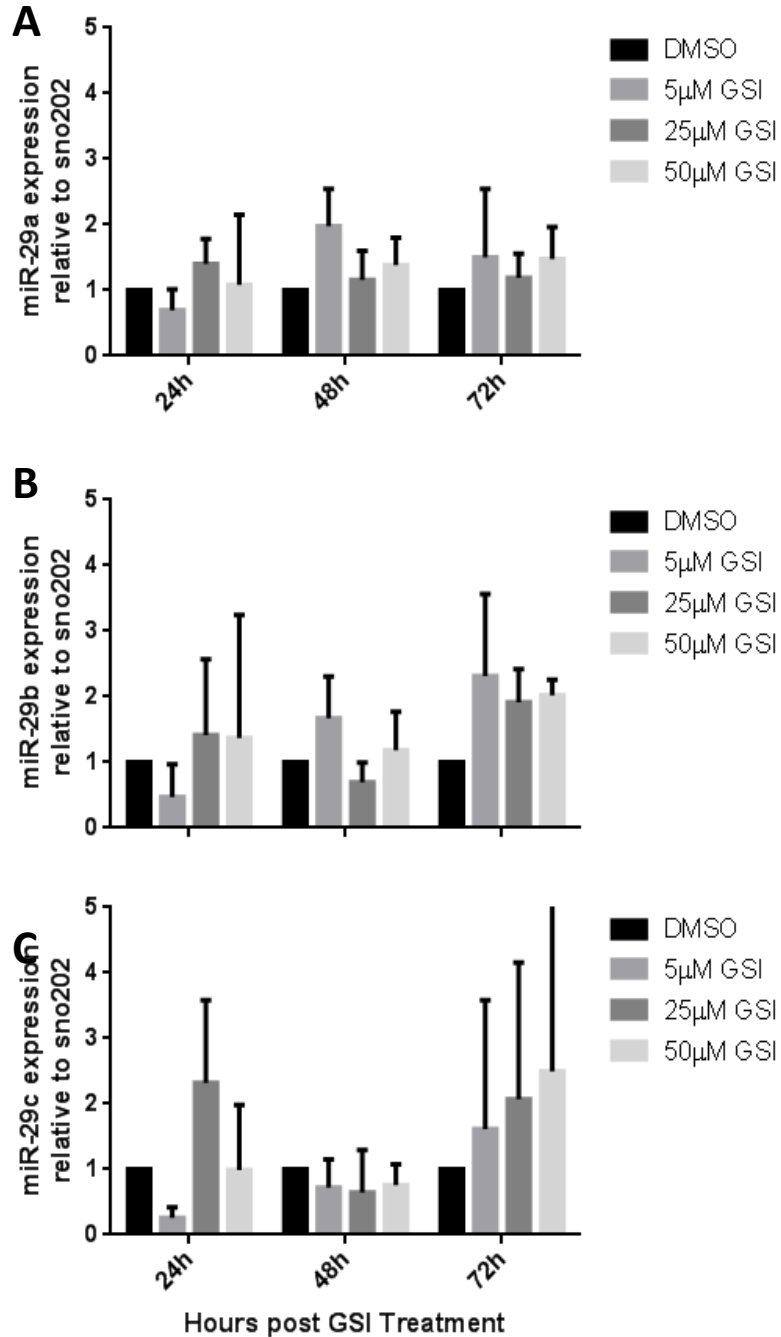 A
5
4
3
2
1
0
miR-29a expression
relative to sno202
24h
48h
72h
DMSO
5μM GSI
25μM GSI
50μM GSI
B
5
4
3
2
1
0
miR-29b expression
relative to sno202
DMSO
5μM GSI
25μM GSI
50μM GSI
C
5
4
3
2
1
0
miR-29c expression
relative to sno202
24h
48h
72h
Hours post GSI Treatment
DMSO
5μM GSI
25μM GSI
50μM GSI